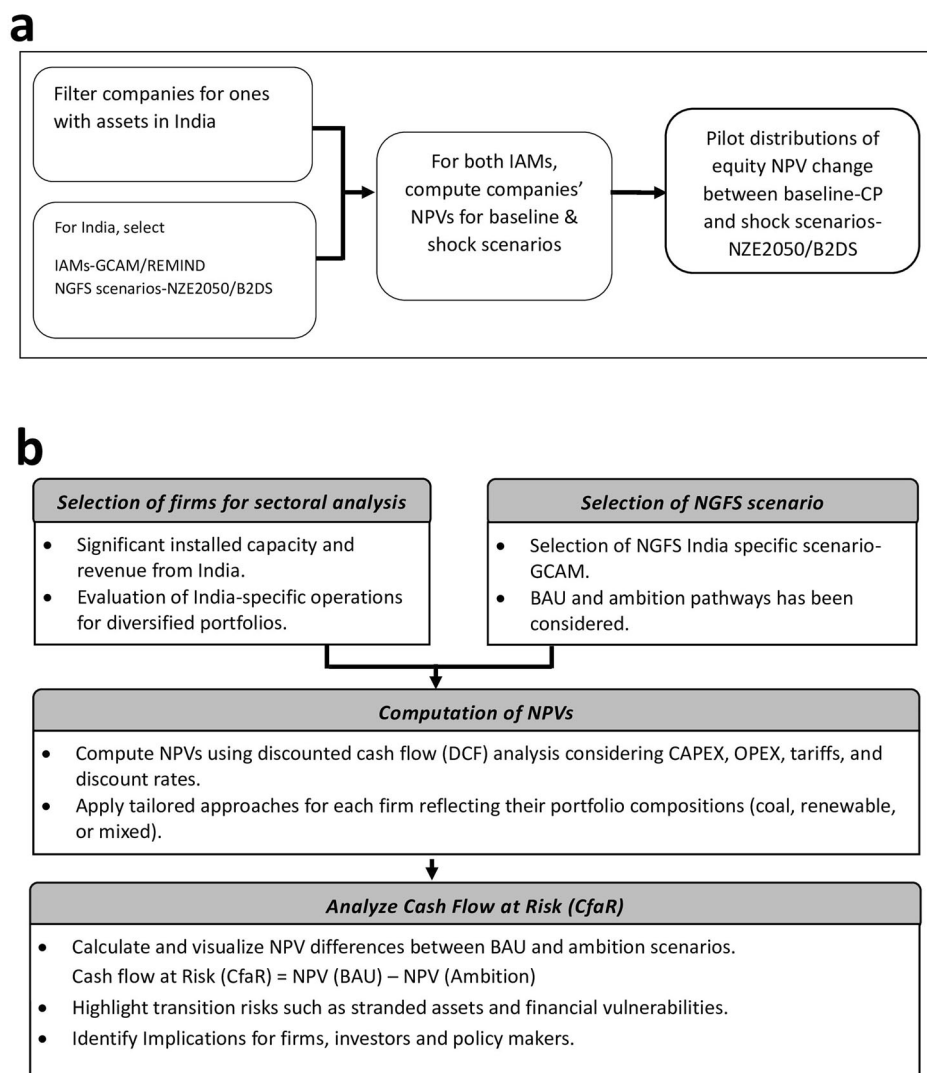 a
Filter companies for ones
with assets in India
For India, select
IAMs-GCAM/REMIND
NGFS scenarios-NZE2050/B2DS
For both IAMs,
compute companies’
NPVs for baseline &
shock scenarios
Pilot distributions of
equity NPV change
between baseline-CP
and shock scenarios-
NZE2050/B2DS
b
Selection of firms for sectoral analysis
• Significant installed capacity and
revenue from India.
• Evaluation of India-specific operations
for diversified portfolios.
Selection of NGFS scenario
• Selection of NGFS India specific scenario-
GCAM.
• BAU and ambition pathways has been
considered.
Computation of NPVs
• Compute NPVs using discounted cash flow (DCF) analysis considering CAPEX, OPEX, tariffs, and
discount rates.
• Apply tailored approaches for each firm reflecting their portfolio compositions (coal, renewable,
or mixed).
Analyze Cash Flow at Risk (CfaR)
• Calculate and visualize NPV differences between BAU and ambition scenarios.
Cash flow at Risk (CfaR) = NPV (BAU) – NPV (Ambition)
• Highlight transition risks such as stranded assets and financial vulnerabilities.
• Identify Implications for firms, investors and policy makers.